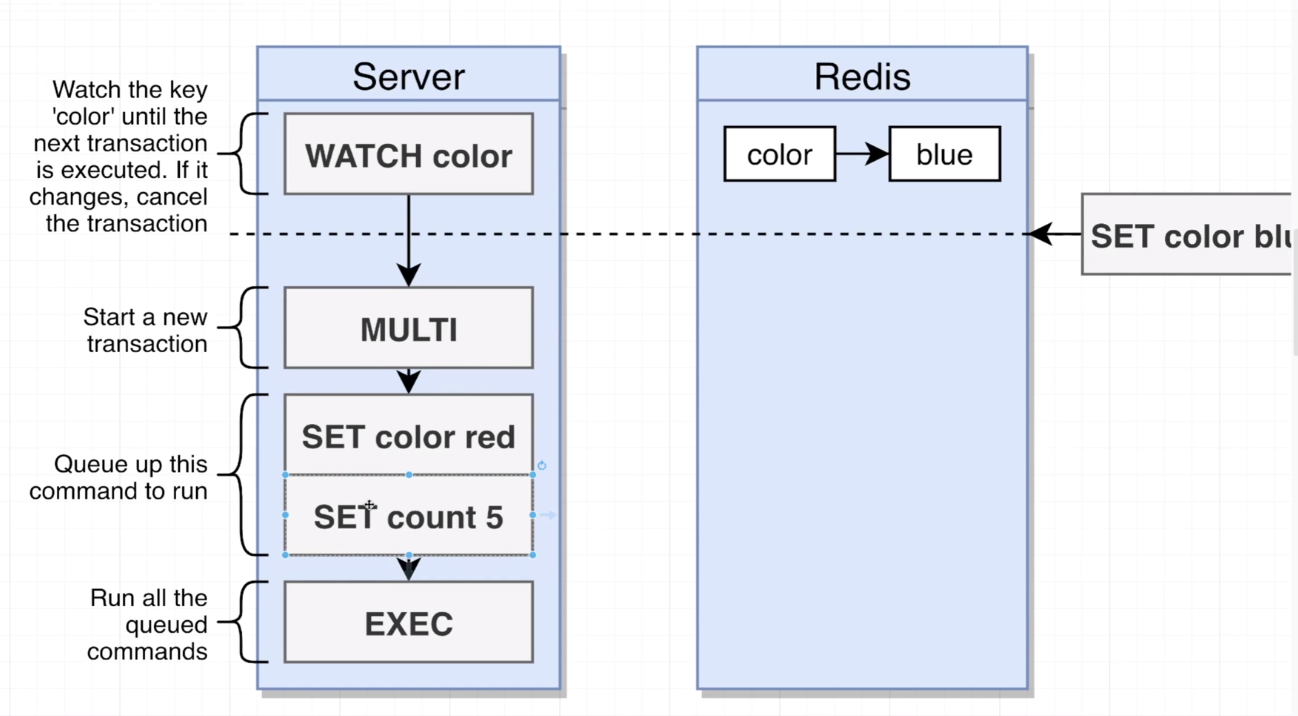 Server
Redis
Watch the key
'color' until the
next transaction
is executed. If it
changes, cancel
the transaction
WATCH color
color
blue
SET color
Start a new
transaction
MULTI
SET color red
Queue up this
command to run
SET count 5
Run all the
queued
commands
EXEC